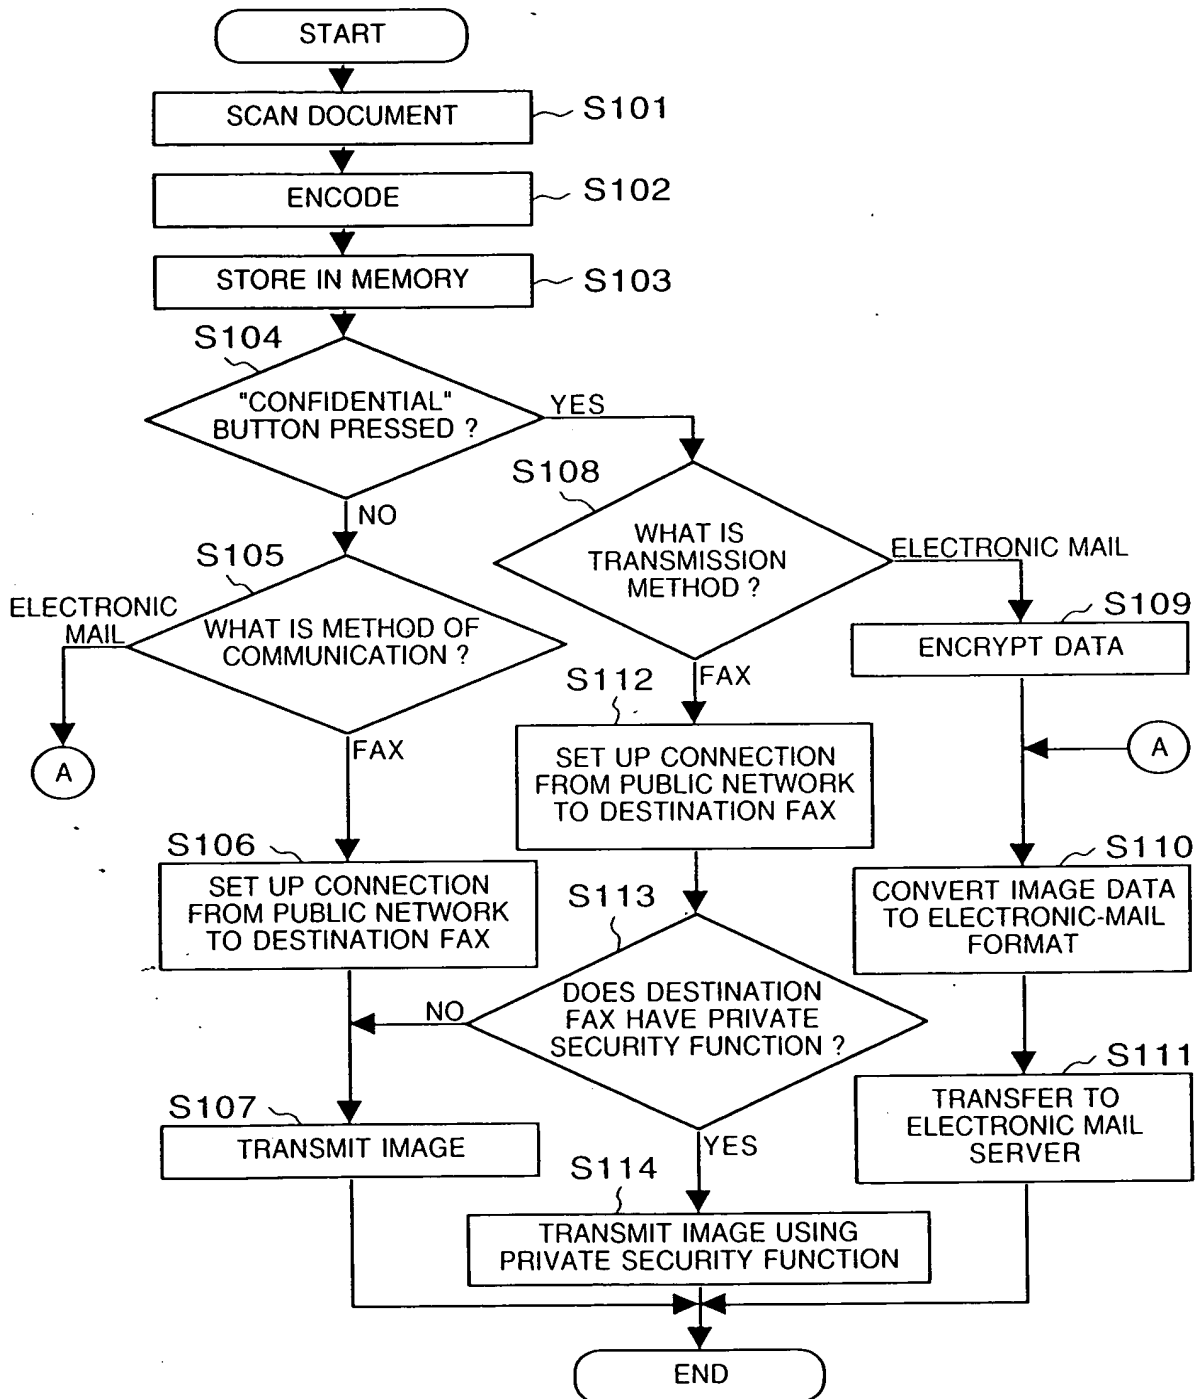 START
SCAN DOCUMENT
S101
ENCODE
S102
STORE IN MEMORY
S103
S104
"CONFIDENTIAL"
BUTTON PRESSED ?
YES
NO
S108
WHAT IS
TRANSMISSION
METHOD ?
ELECTRONIC MAIL
FAX
S105
WHAT IS METHOD OF
COMMUNICATION ?
ELECTRONIC
MAIL
A
FAX
S109
ENCRYPT DATA
A
S112
SET UP CONNECTION
FROM PUBLIC NETWORK
TO DESTINATION FAX
S106
SET UP CONNECTION
FROM PUBLIC NETWORK
TO DESTINATION FAX
S110
CONVERT IMAGE DATA
TO ELECTRONIC-MAIL
FORMAT
S113
DOES DESTINATION
FAX HAVE PRIVATE
SECURITY FUNCTION ?
NO
YES
S107
TRANSMIT IMAGE
S111
TRANSFER TO
ELECTRONIC MAIL
SERVER
S114
TRANSMIT IMAGE USING
PRIVATE SECURITY FUNCTION
END